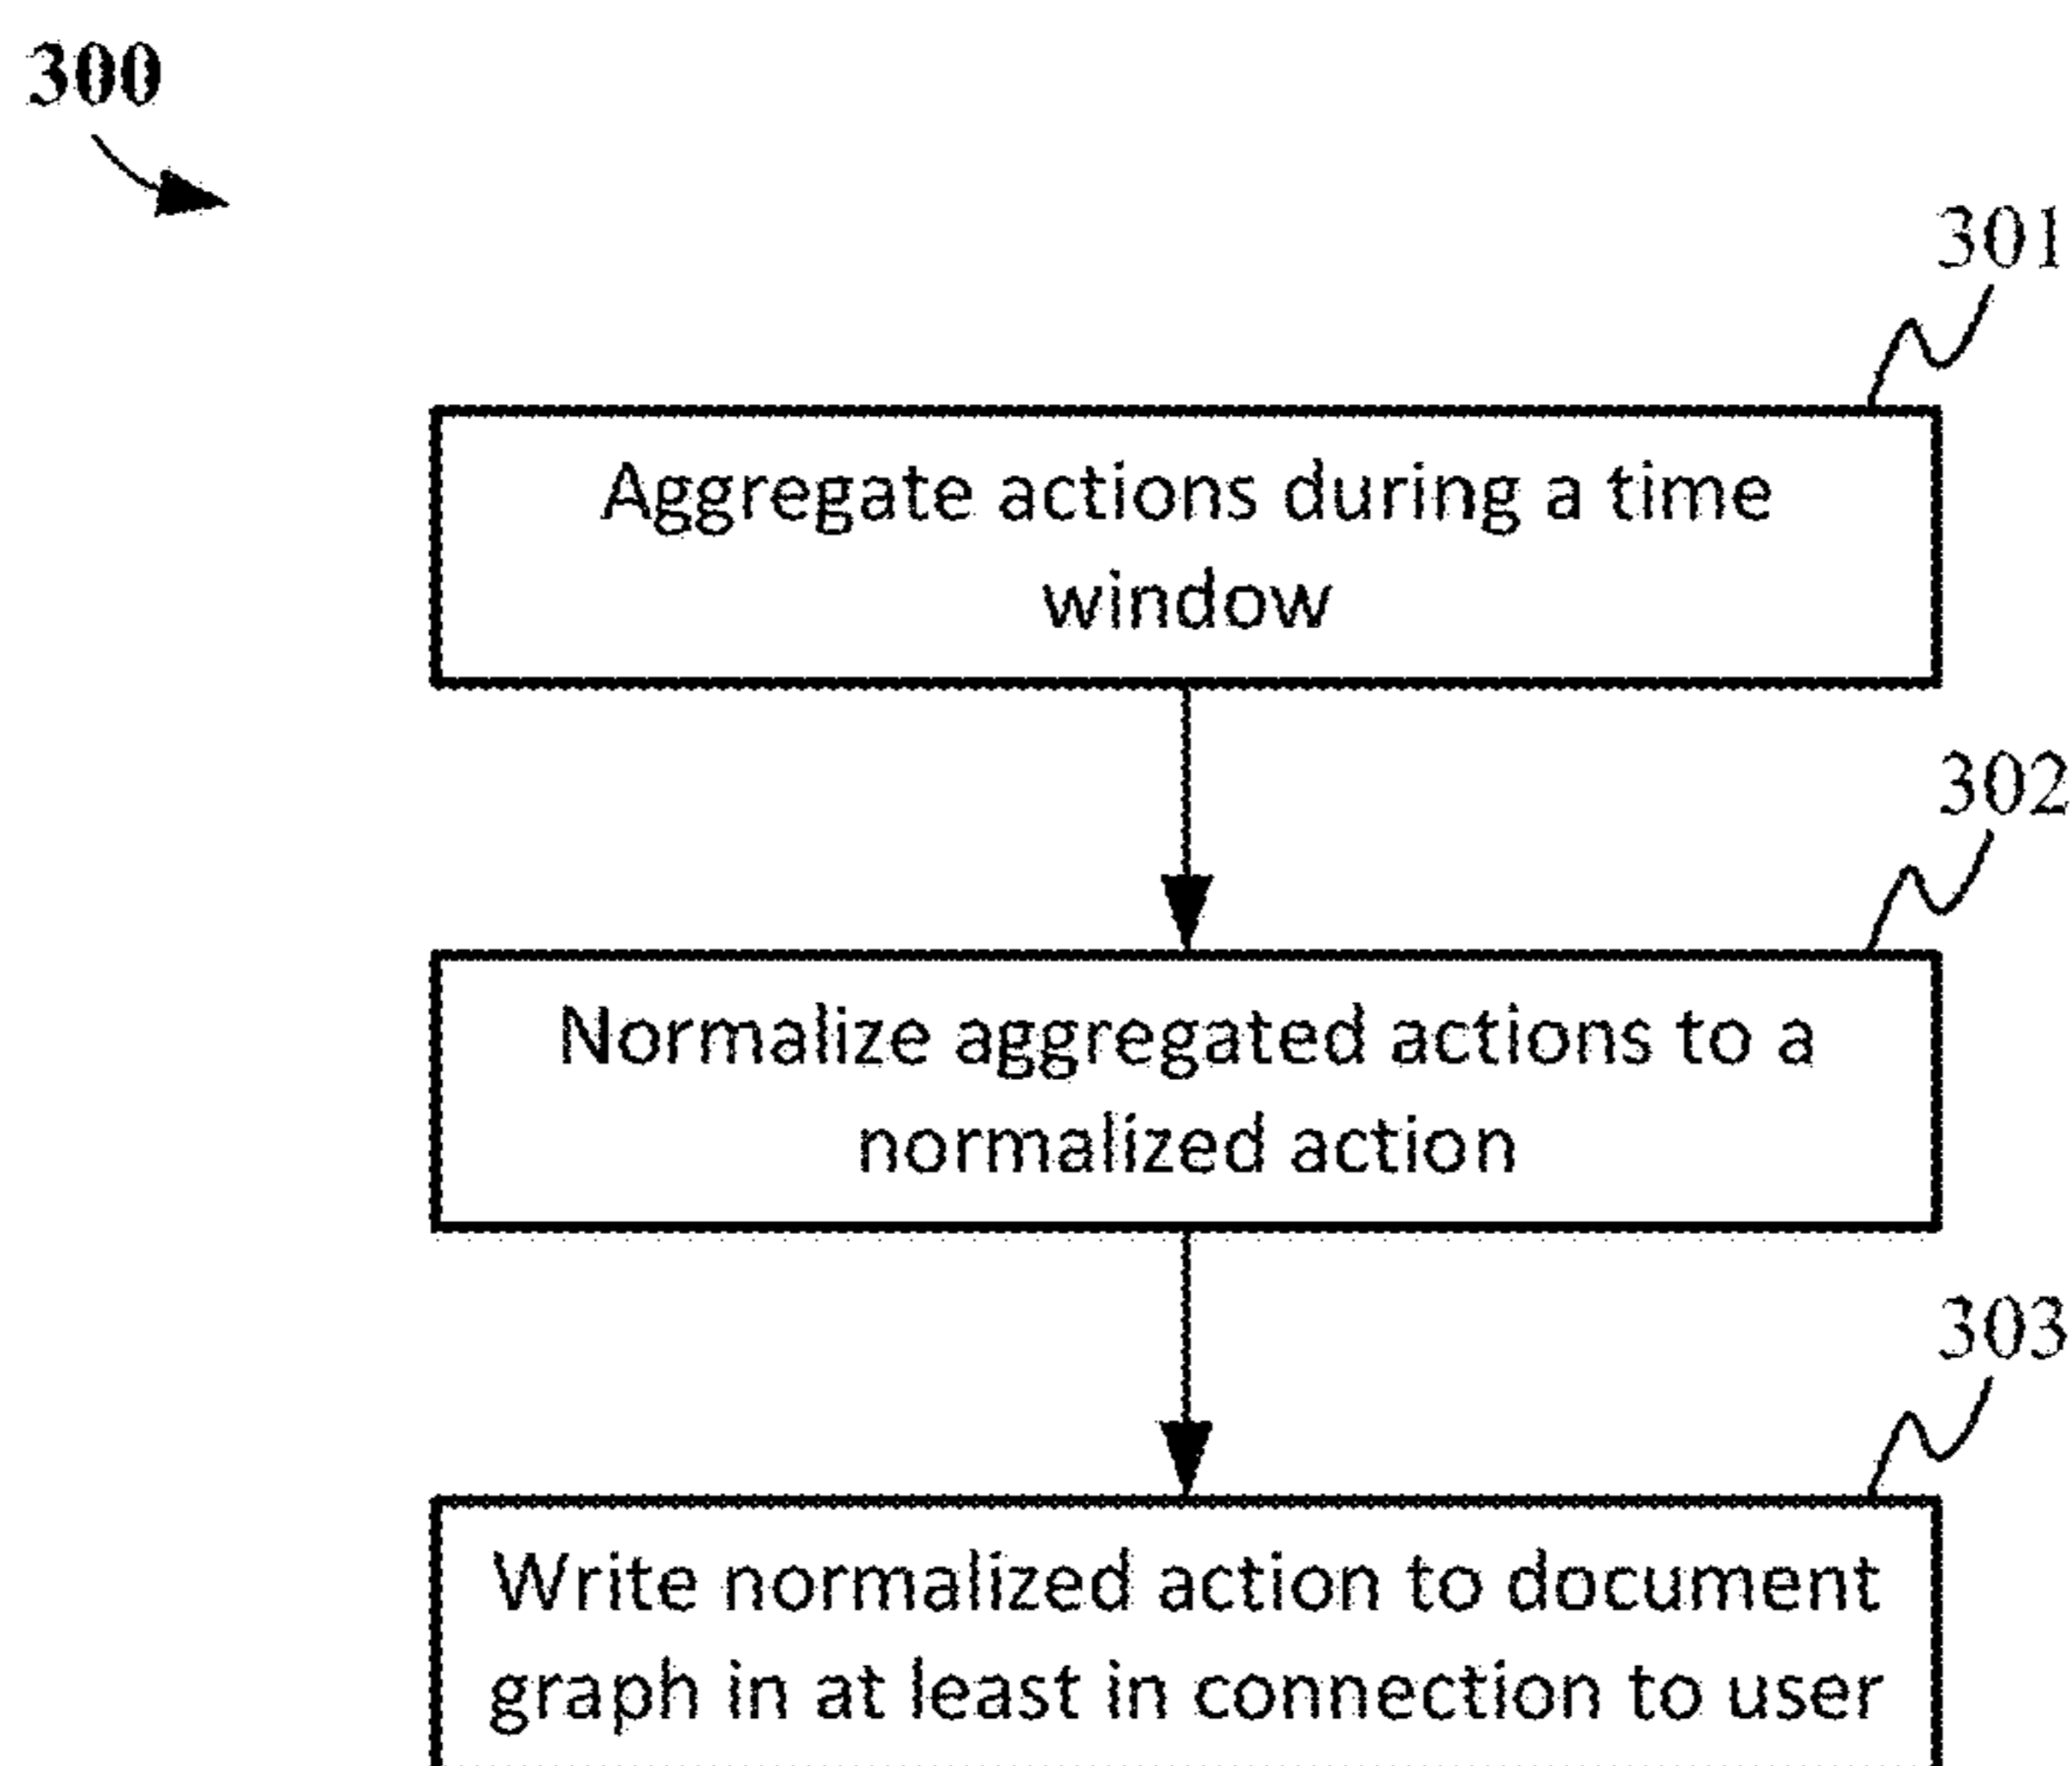 300
301
Aggregate actions during a time
window
302
Normalize aggregated actions to a
normalized action
303
Write normalized action to document
graph in at least in connection to user